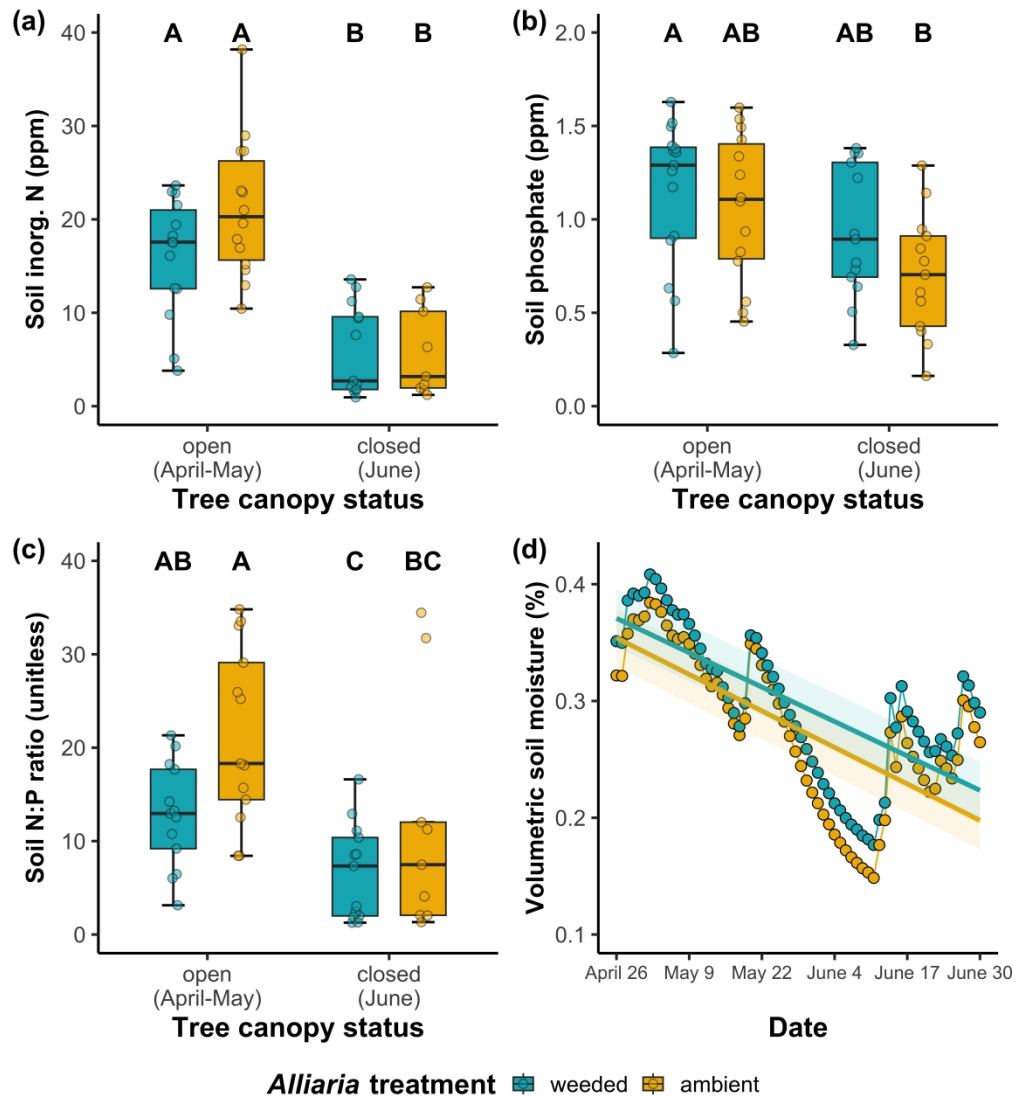 (a)
A A B B
Soil inorg. N (ppm)
40
30
20
10
0
open closed
(April-May) (June)
Tree canopy status
(b)
A AB AB B
Soil phosphate (ppm)
2.0
1.5
1.0
0.5
0.0
open closed
(April-May) (June)
Tree canopy status
(c)
AB A C BC
Soil N:P ratio (unitless)
40
30
20
10
0
open closed
(April-May) (June)
Tree canopy status
(d)
Volumetric soil moisture (%)
0.4
0.3
0.2
0.1
April 26 May 9 May 22 June 4 June 17 June 30
Date
Alliaria treatment weeded ambient